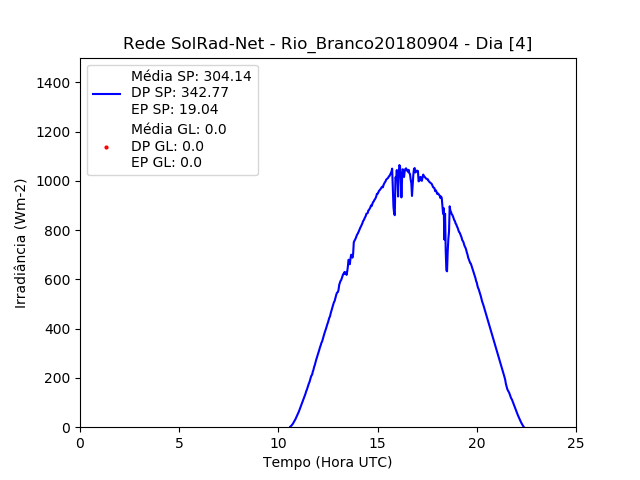 Rede SolRad-Net - Rio_Branco20180904 - Dia [4]
Média SP: 304.14
DP SP: 342.77
EP SP: 19.04
Média GL: 0.0
DP GL: 0.0
EP GL: 0.0
1400
1200
1000
800
600
400
200
0
Irradiância (Wm-2)
0 5 10 15 20 25
Tempo (Hora UTC)